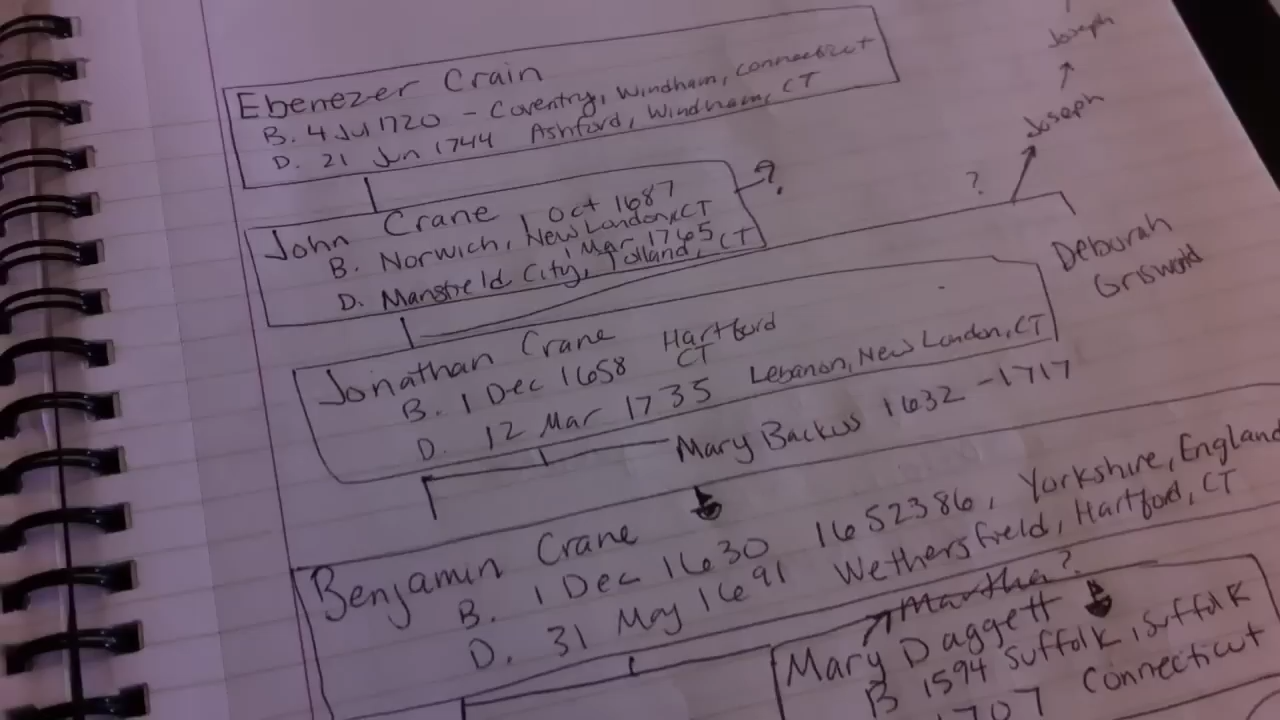 Joseph
Joseph
Ebenezer Crain
B. 4 Jul 1720 - Coventry, Windham, Connecticut
D. 21 Jun 1744 Ashford, Windham, CT
?
?
John Crane 1 Oct 1687
B. Norwich, New London, CT
1 Mar 1765
D. Mansfield City, Tolland, CT
Deburah
Griswold
Jonathan Crane
B. 1 Dec 1658 Hartford
CT
D. 12 Mar 1735 Lebanon, New London, CT
Mary Backus 1632 - 1717
Benjamin Crane
B. 1 Dec 1630 1652386, Yorkshire, England
D. 31 May 1691 Wethersfield, Hartford, CT
Martha?
Mary Daggett
B 1594 Suffolk, Suffolk
1707 Connecticut